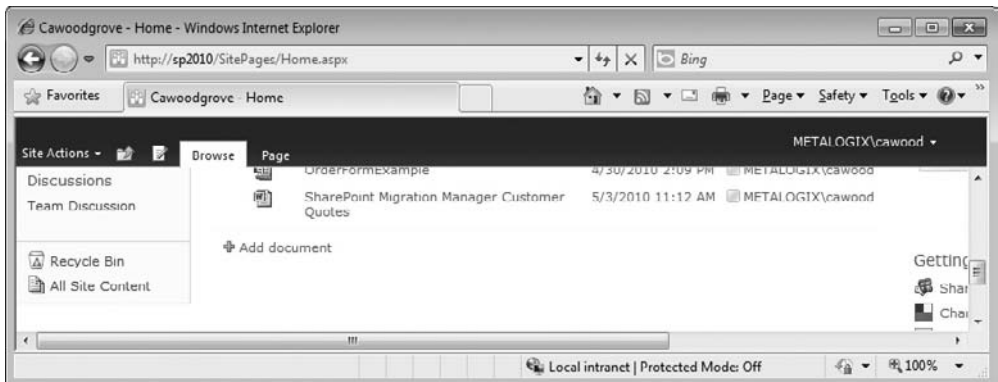 Cawoodgrove - Home - Windows Internet Explorer
http://sp2010/SitePages/Home.aspx
Bing
Favorites
Cawoodgrove - Home
Page
Safety
Tools
Site Actions
Browse
Page
METALOGIX\cawood
Discussions
OrderFormExample
4/30/2010 2:09 PM
METALOGIX\cawood
Team Discussion
SharePoint Migration Manager Customer
Quotes
5/3/2010 11:12 AM
METALOGIX\cawood
Add document
Recycle Bin
All Site Content
Getting
Shar
Local intranet | Protected Mode: Off
100%